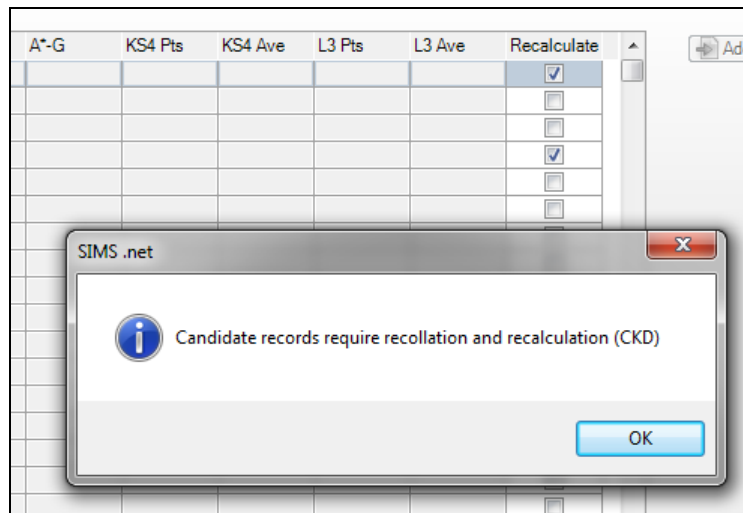 A*-G KS4 Pts KS4 Ave L3 Pts L3 Ave Recalculate
SIMS .net
Candidate records require recollation and recalculation (CKD)
OK